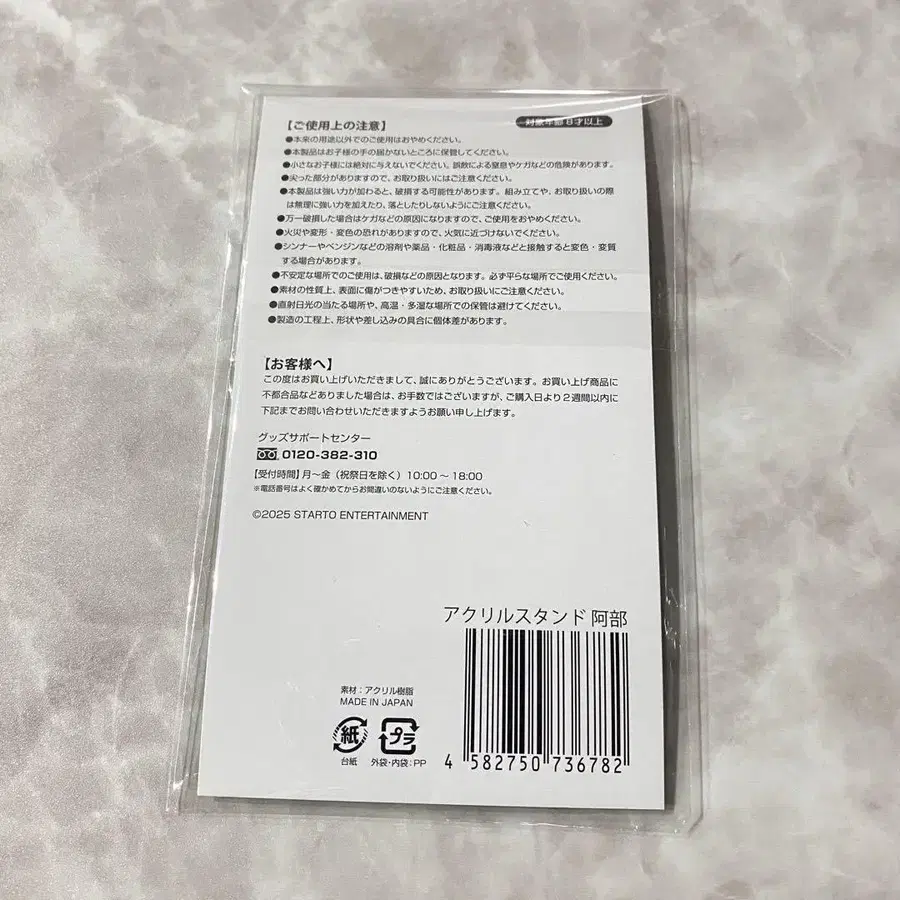 【ご使用上の注意】
対象年齢 8才以上
●本来の用途以外でのご使用はおやめください。
●本製品はお子様の手の届かないところに保管してください。
●小さなお子様には絶対に与えないでください。誤飲による窒息やケガなどの危険があります。
●尖った部分がありますので、お取り扱いにはご注意ください。
●本製品は強い力が加わると、破損する可能性があります。組み立てや、お取り扱いの際
は無理に強い力を加えたり、落としたりしないようにご注意ください。
●万一破損した場合はケガなどの原因になりますので、ご使用をおやめください。
●火災や変形・変色の恐れがありますので、火気に近づけないでください。
●シンナーやベンジンなどの溶剤や薬品・化粧品・消毒液などと接触すると変色・変質
する場合があります。
●不安定な場所でのご使用は、破損などの原因となります。必ず平らな場所でご使用ください。
●素材の性質上、表面に傷がつきやすいため、お取り扱いにご注意ください。
●直射日光の当たる場所や、高温・多湿な場所での保管は避けてください。
●製造の工程上、形状や差し込みの具合に個体差があります。
【お客様へ】
この度はお買い上げいただきまして、誠にありがとうございます。お買い上げ商品に
不都合品などありました場合は、お手数ではございますが、ご購入日より2週間以内に
下記までお問い合わせいただきますようお願い申し上げます。
グッズサポートセンター
0120-382-310
【受付時間】月〜金（祝祭日を除く）10:00〜18:00
※電話番号はよく確かめてからお間違いのないようにご注意ください。
©2025 STARTO ENTERTAINMENT
アクリルスタンド 阿部
素材：アクリル樹脂
MADE IN JAPAN
紙
プラ
台紙
外袋・内袋：PP
4 582750 736782